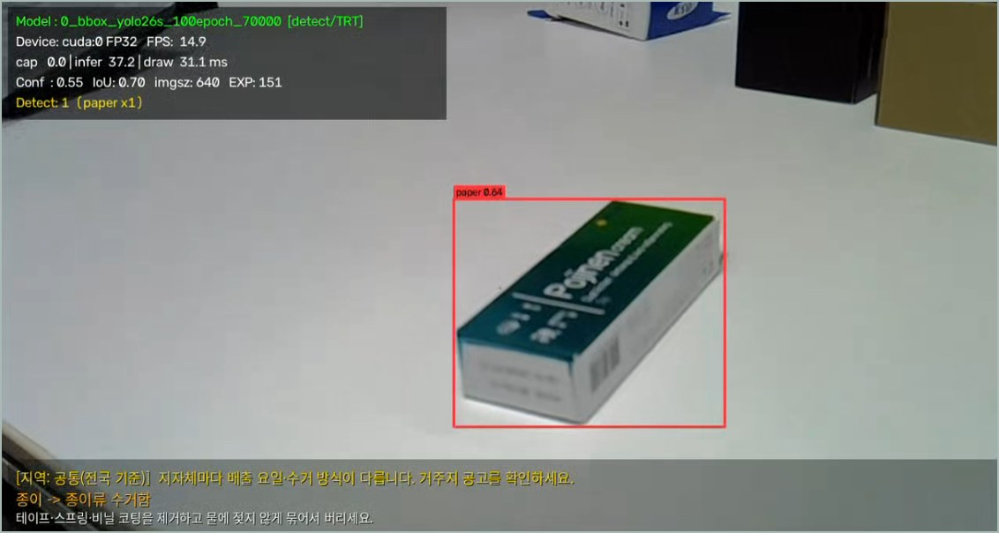 Model : 0_bbox_yolo26s_100epoch_70000 [detect/TRT]
Device: cuda:0 FP32 FPS: 14.9
cap 0.0 | infer 37.2 | draw 31.1 ms
Conf : 0.55 IoU: 0.70 imgsz: 640 EXP: 151
Detect: 1 (paper x1)
paper 0.64
Pojinen cream
[지역: 공통(전국 기준)] 지자체마다 배출 요일·수거 방식이 다릅니다. 거주지 공고를 확인하세요.
종이 -> 종이류 수거함
테이프·스프링·비닐 코팅을 제거하고 물에 젖지 않게 묶어서 버리세요.